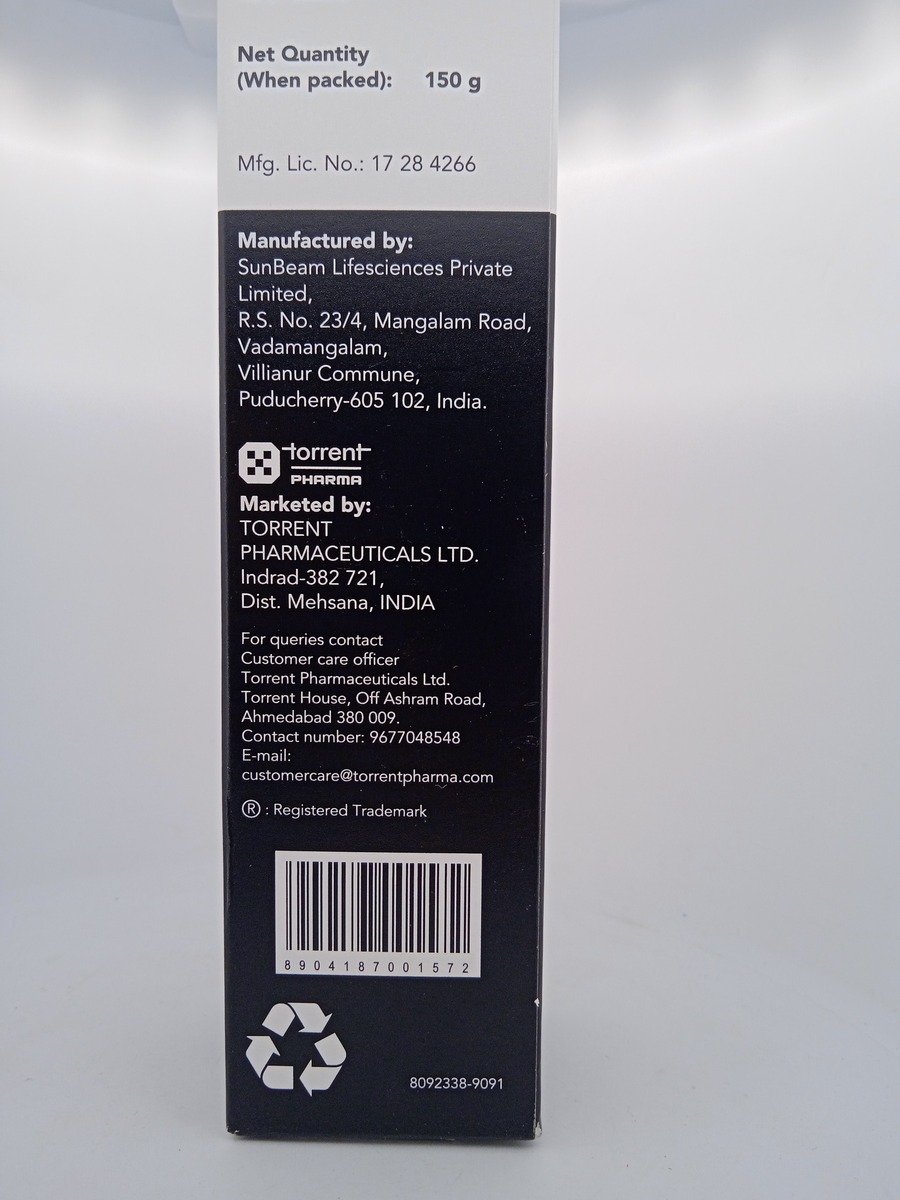 Net Quantity
(When packed): 150 g
Mfg. Lic. No.: 17 28 4266
Manufactured by:
SunBeam Lifesciences Private
Limited,
R.S. No. 23/4, Mangalam Road,
Vadamangalam,
Villianur Commune,
Puducherry-605 102, India.
torrent
PHARMA
Marketed by:
TORRENT
PHARMACEUTICALS LTD.
Indrad-382 721,
Dist. Mehsana, INDIA
For queries contact
Customer care officer
Torrent Pharmaceuticals Ltd.
Torrent House, Off Ashram Road,
Ahmedabad 380 009.
Contact number: 9677048548
E-mail:
customercare@torrentpharma.com
® : Registered Trademark
8904187001572
8092338-9091